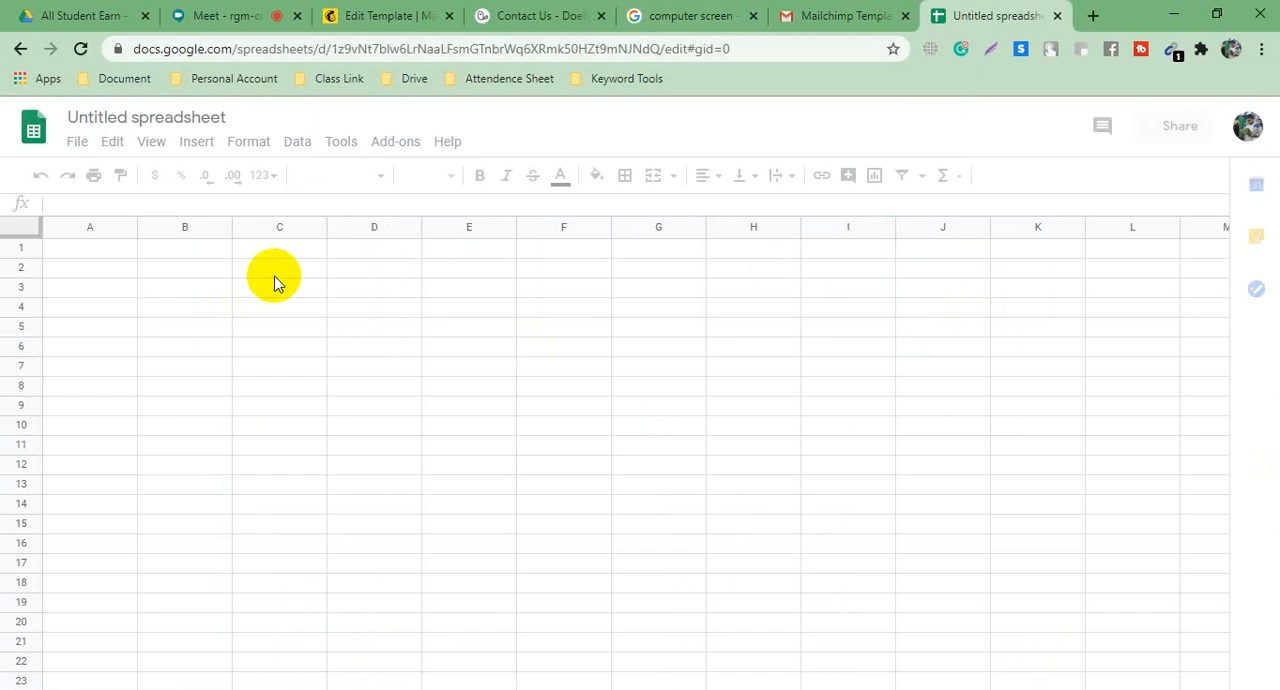 All Student Earn - Meet - rgm-c Edit Template | Ma Contact Us - Doel computer screen - Mailchimp Templa Untitled spreadsh
docs.google.com/spreadsheets/d/1z9vNt7blw6LrNaaLFsmGTnbrWq6XRmk50HZt9mNJNdQ/edit#gid=0
Apps Document Personal Account Class Link Drive Attendence Sheet Keyword Tools
Untitled spreadsheet
File Edit View Insert Format Data Tools Add-ons Help
Share
$ % .0 .00 123
B I S A
fx
A B C D E F G H I J K L M
1
2
3
4
5
6
7
8
9
10
11
12
13
14
15
16
17
18
19
20
21
22
23